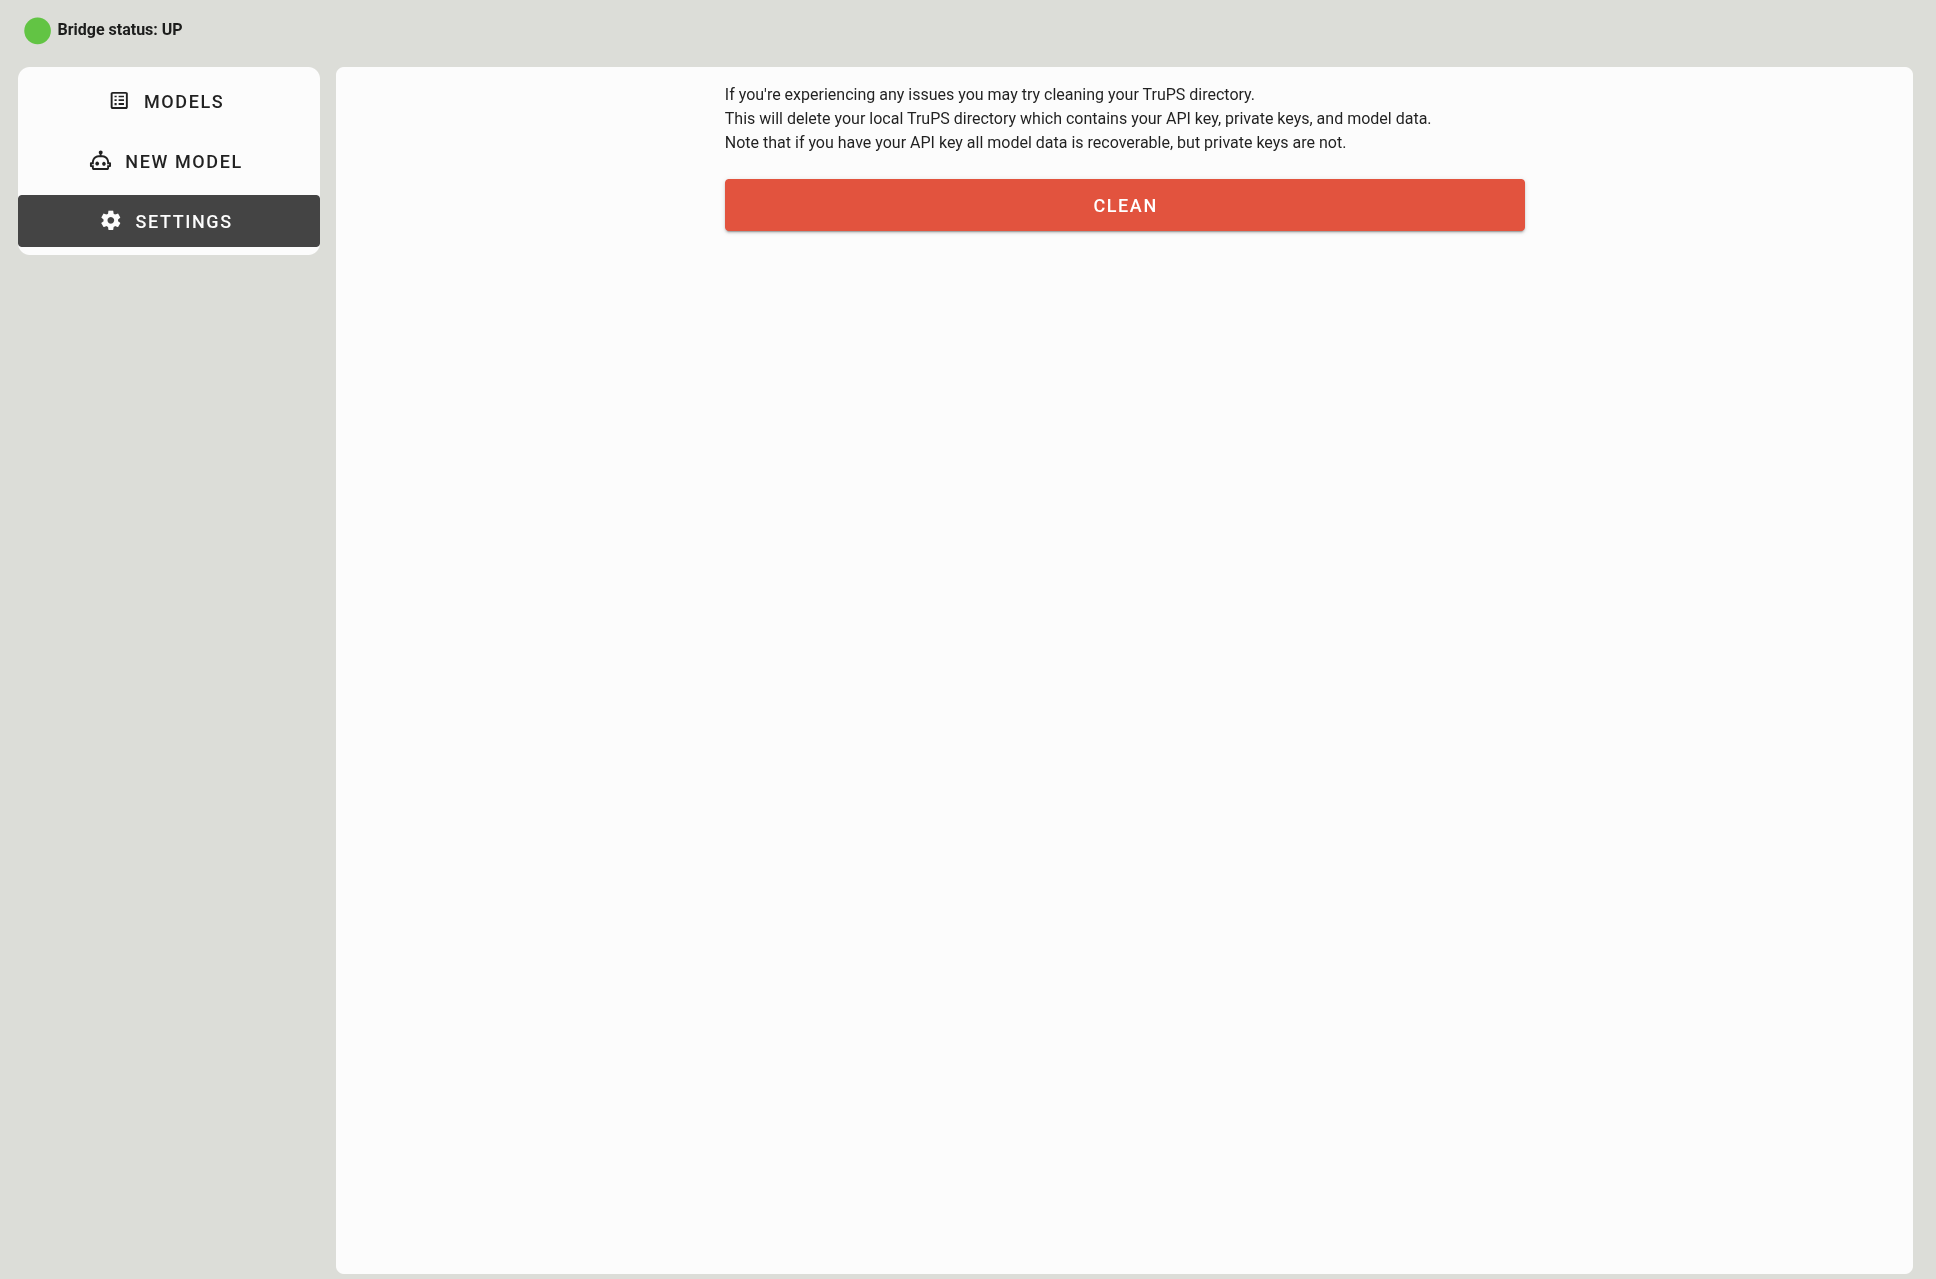 Bridge status: UP
MODELS
NEW MODEL
SETTINGS
If you're experiencing any issues you may try cleaning your TruPS directory.
This will delete your local TruPS directory which contains your API key, private keys, and model data.
Note that if you have your API key all model data is recoverable, but private keys are not.
CLEAN